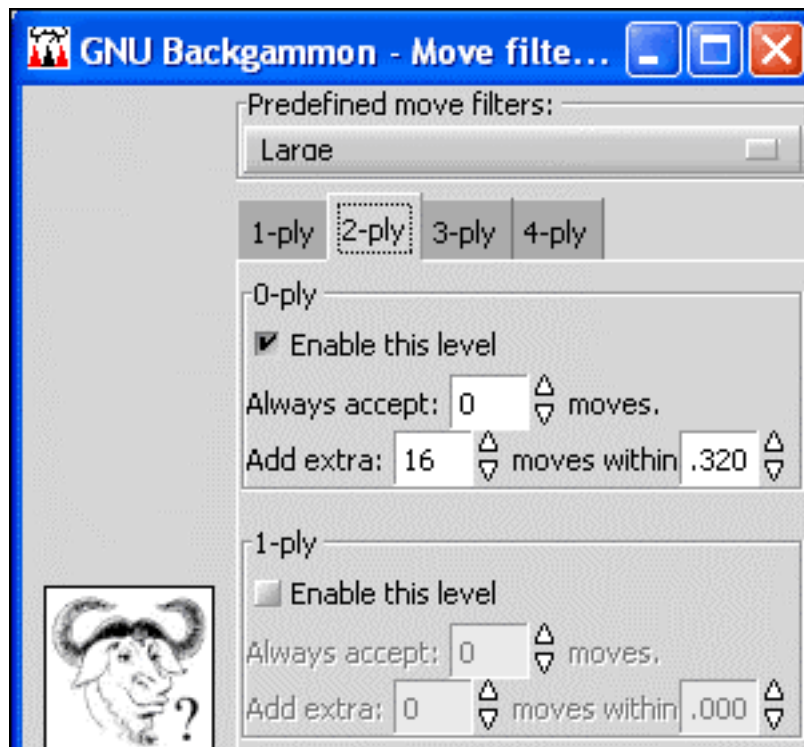 GNU Backgammon - Move filte...
Predefined move filters:
Large
1-ply 2-ply 3-ply 4-ply
0-ply
Enable this level
Always accept: 0 moves.
Add extra: 16 moves within .320
1-ply
Enable this level
Always accept: 0 moves.
Add extra: 0 moves within .000
?